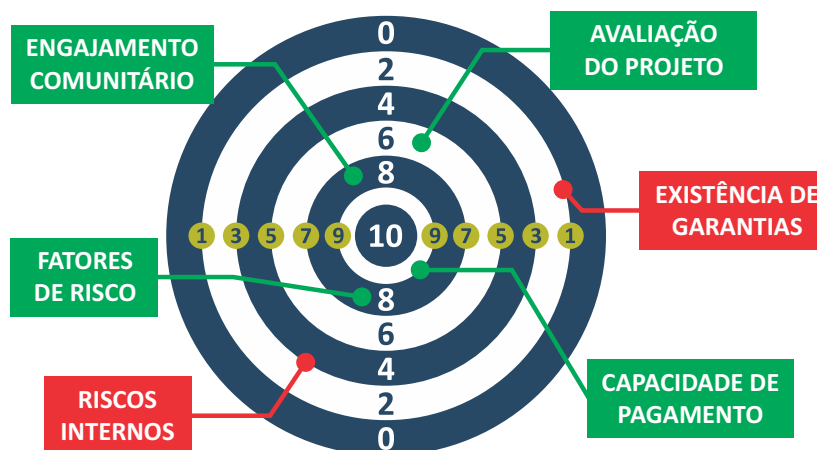 ENGAJAMENTO
COMUNITÁRIO
AVALIAÇÃO
DO PROJETO
0
2
4
6
8
EXISTÊNCIA DE
GARANTIAS
1 3 5 7 9 10 9 7 5 3 1
FATORES
DE RISCO
8
6
4
2
0
RISCOS
INTERNOS
CAPACIDADE DE
PAGAMENTO